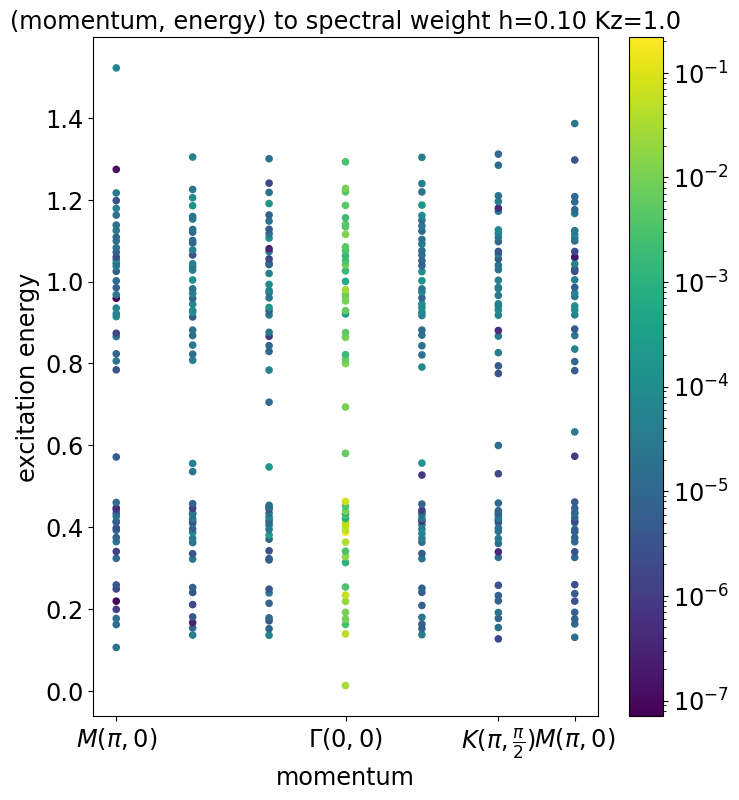 (momentum, energy) to spectral weight h=0.10 Kz=1.0
excitation energy
1.4
1.2
1.0
0.8
0.6
0.4
0.2
0.0
M(π, 0)
Γ(0, 0)
K(π, π/2)
M(π, 0)
momentum
10⁻¹
10⁻²
10⁻³
10⁻⁴
10⁻⁵
10⁻⁶
10⁻⁷